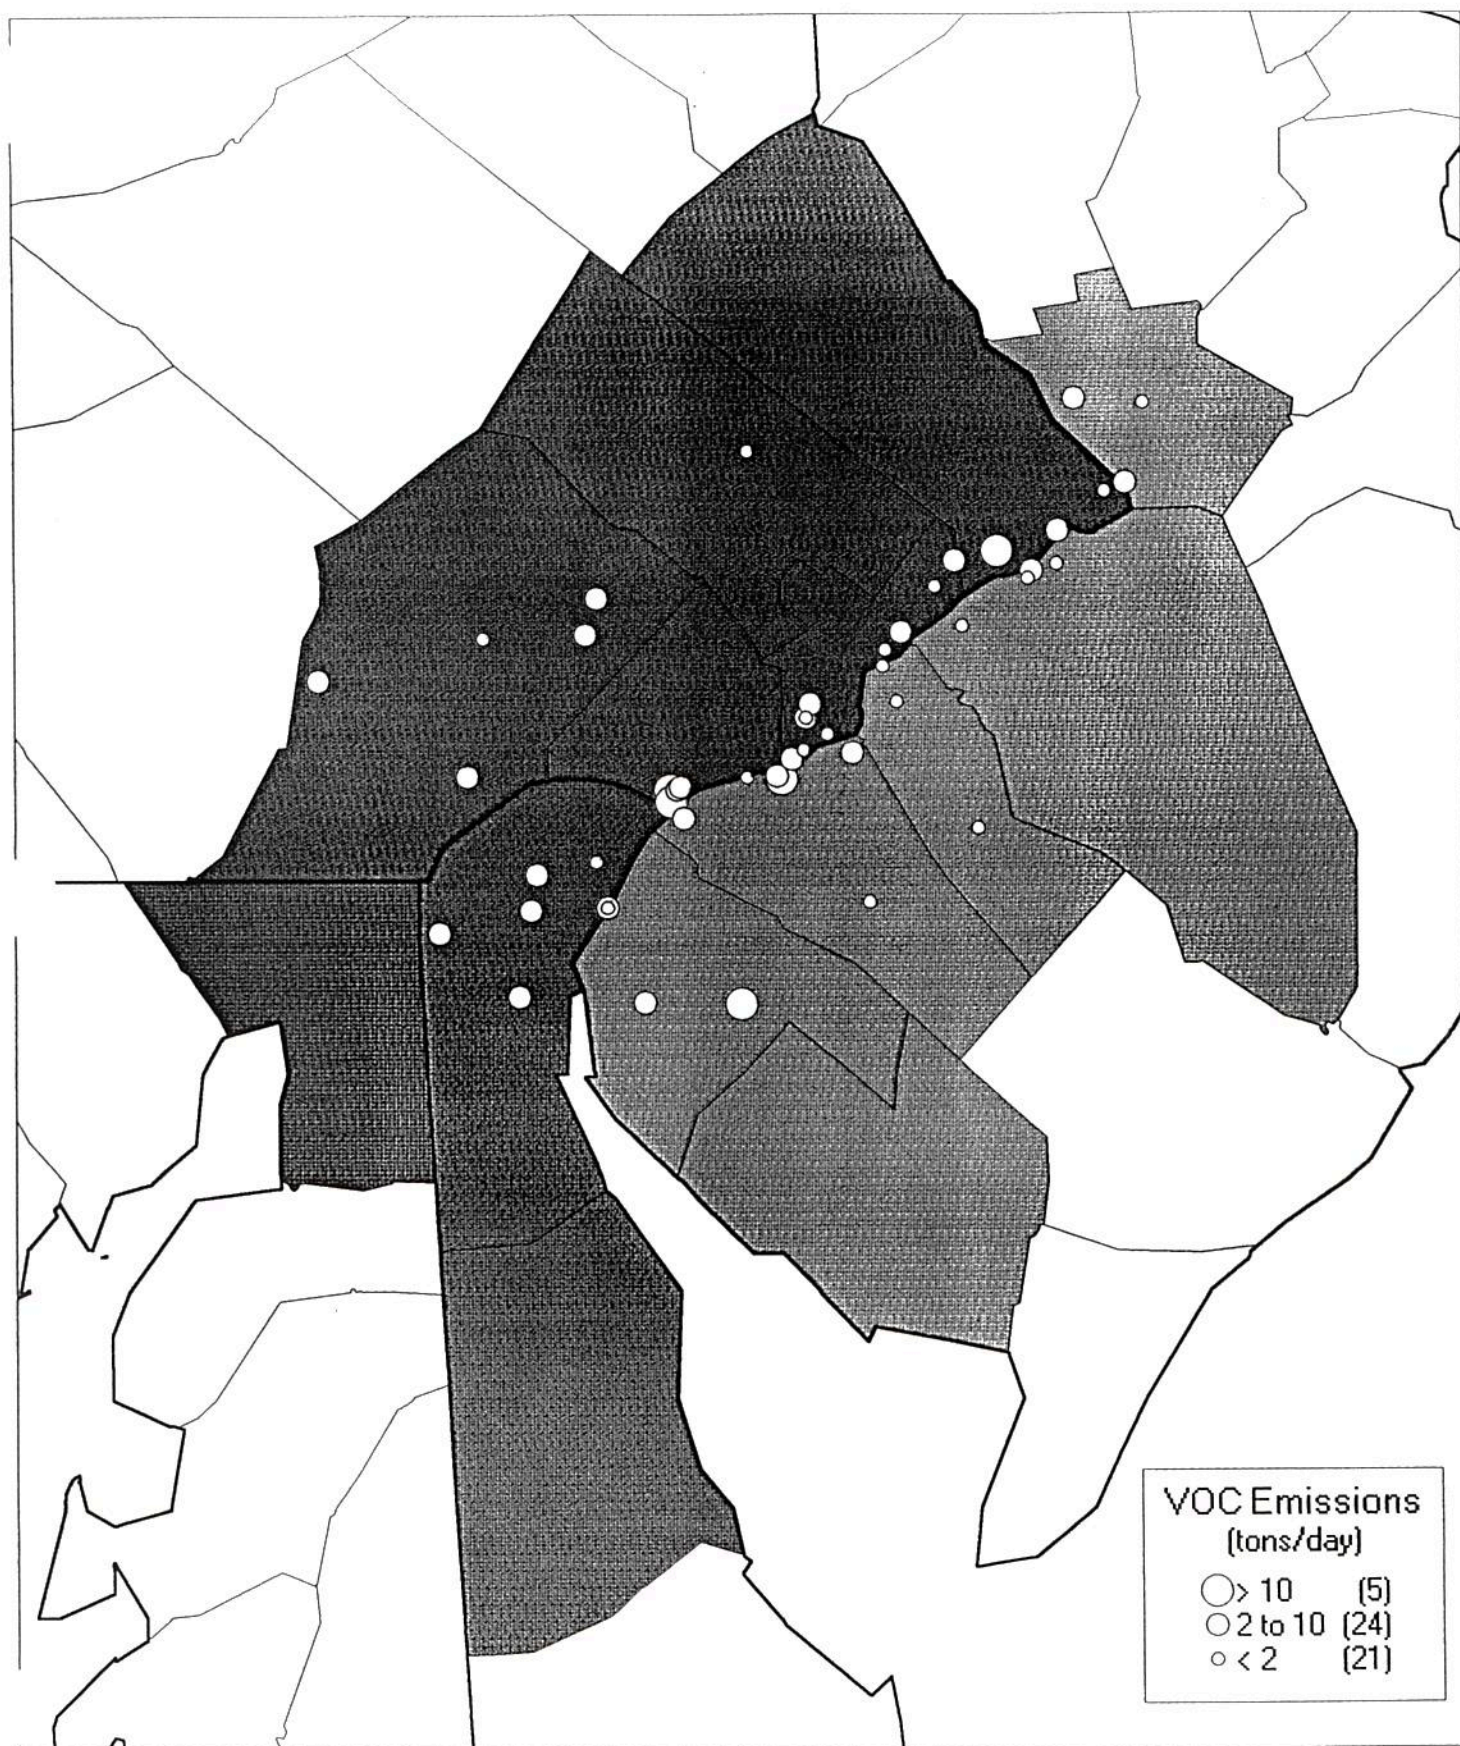 VOC Emissions
(tons/day)
> 10 (5)
2 to 10 (24)
< 2 (21)